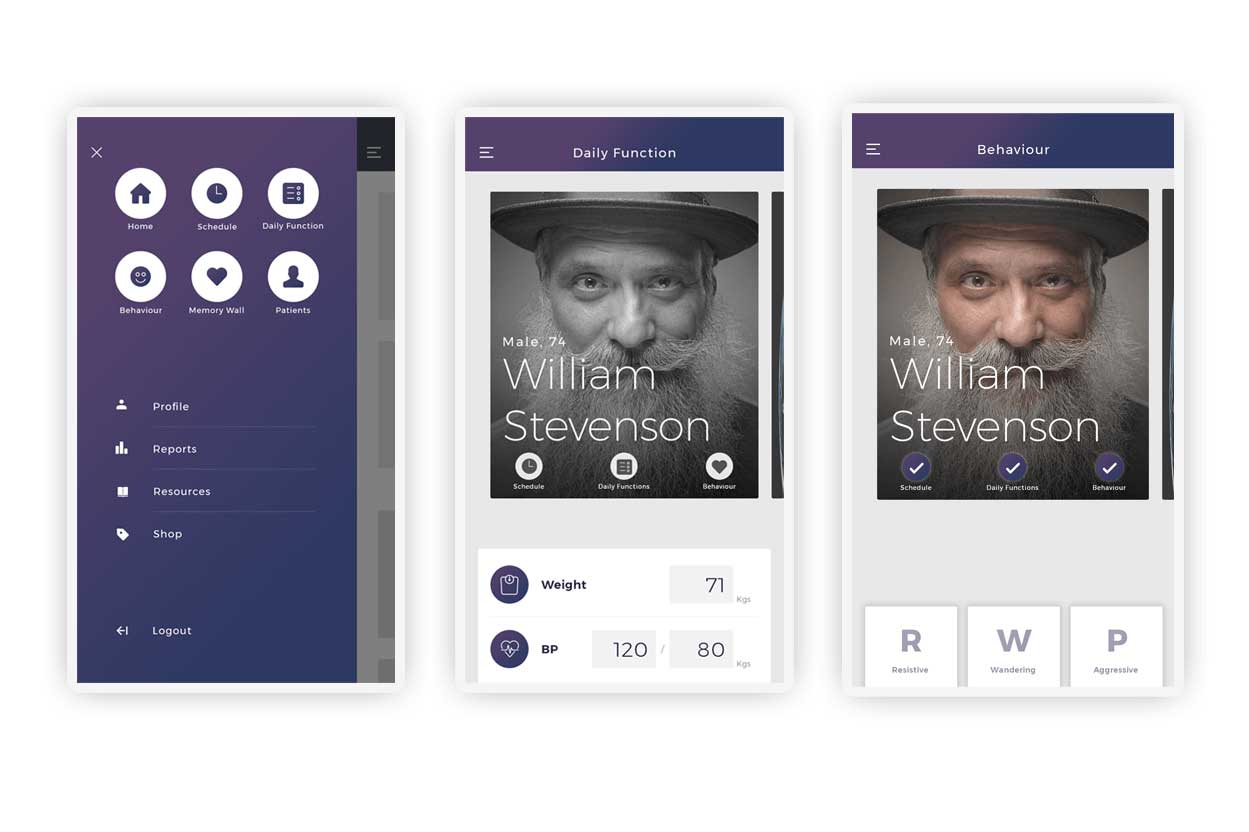 Home
Schedule
Daily Function
Behaviour
Memory Wall
Patients
Profile
Reports
Resources
Shop
Logout
Daily Function
Male, 74
William
Stevenson
Schedule
Daily Functions
Behaviour
Weight
71
Kgs
BP
120 / 80
Kgs
Behaviour
Male, 74
William
Stevenson
Schedule
Daily Functions
Behaviour
R
Resistive
W
Wandering
P
Aggressive